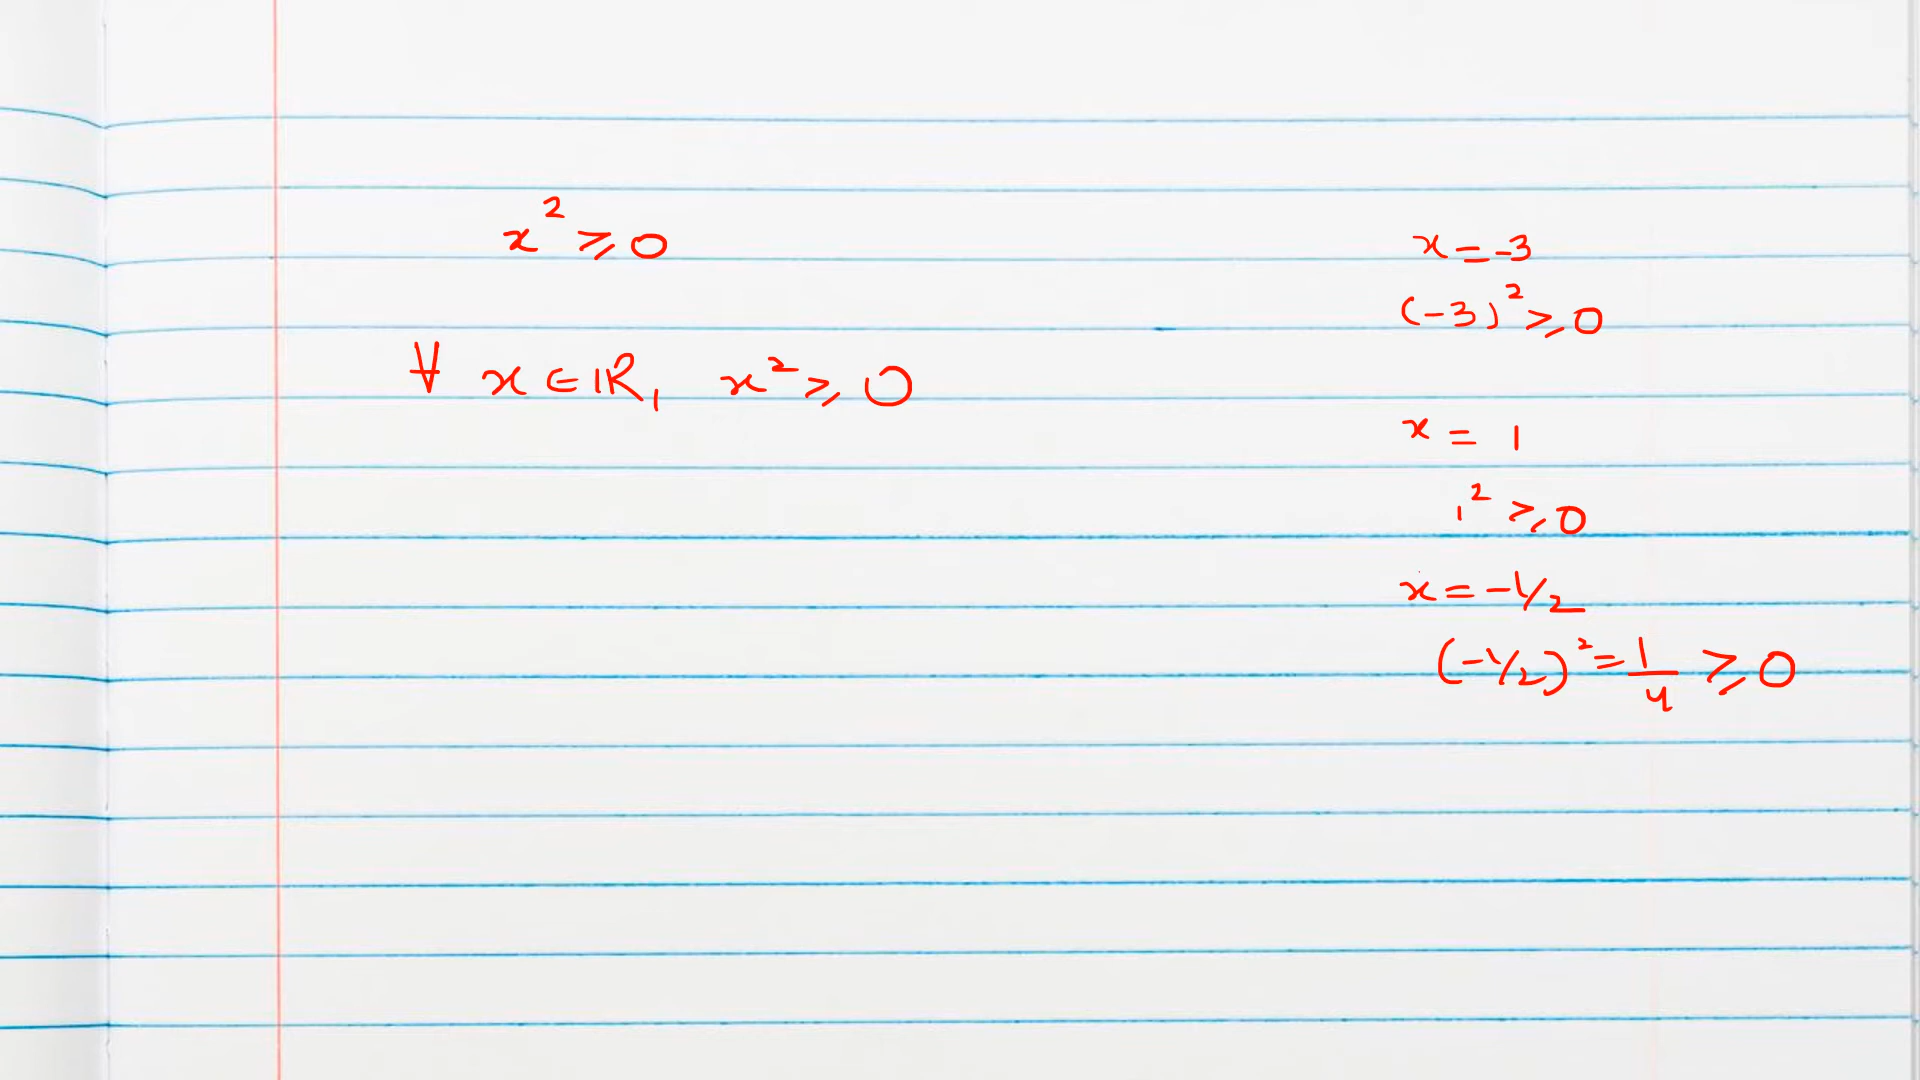 x² ≥ 0
∀ x ∈ ℝ, x² ≥ 0
x = -3
(-3)² ≥ 0
x = 1
1² ≥ 0
x = -1/2
(-1/2)² = 1/4 ≥ 0